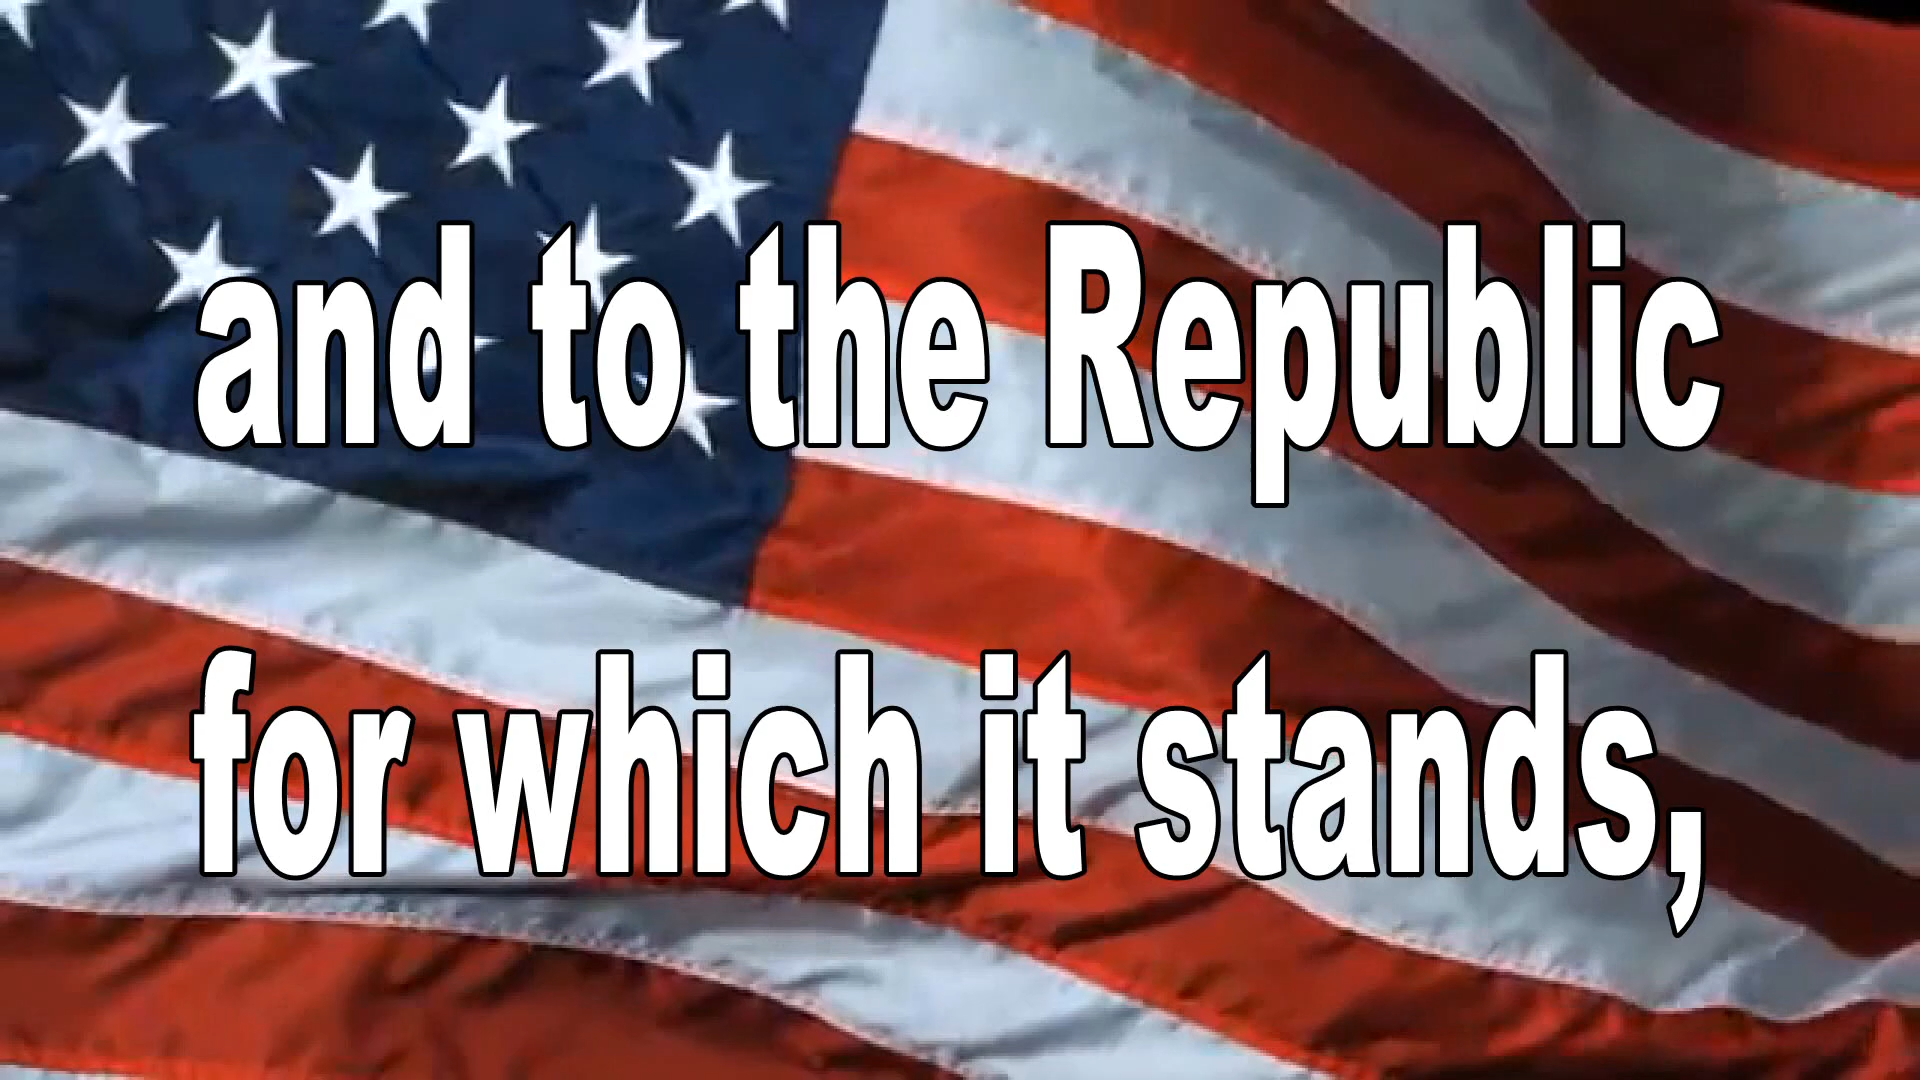 and to the Republic
for which it stands,